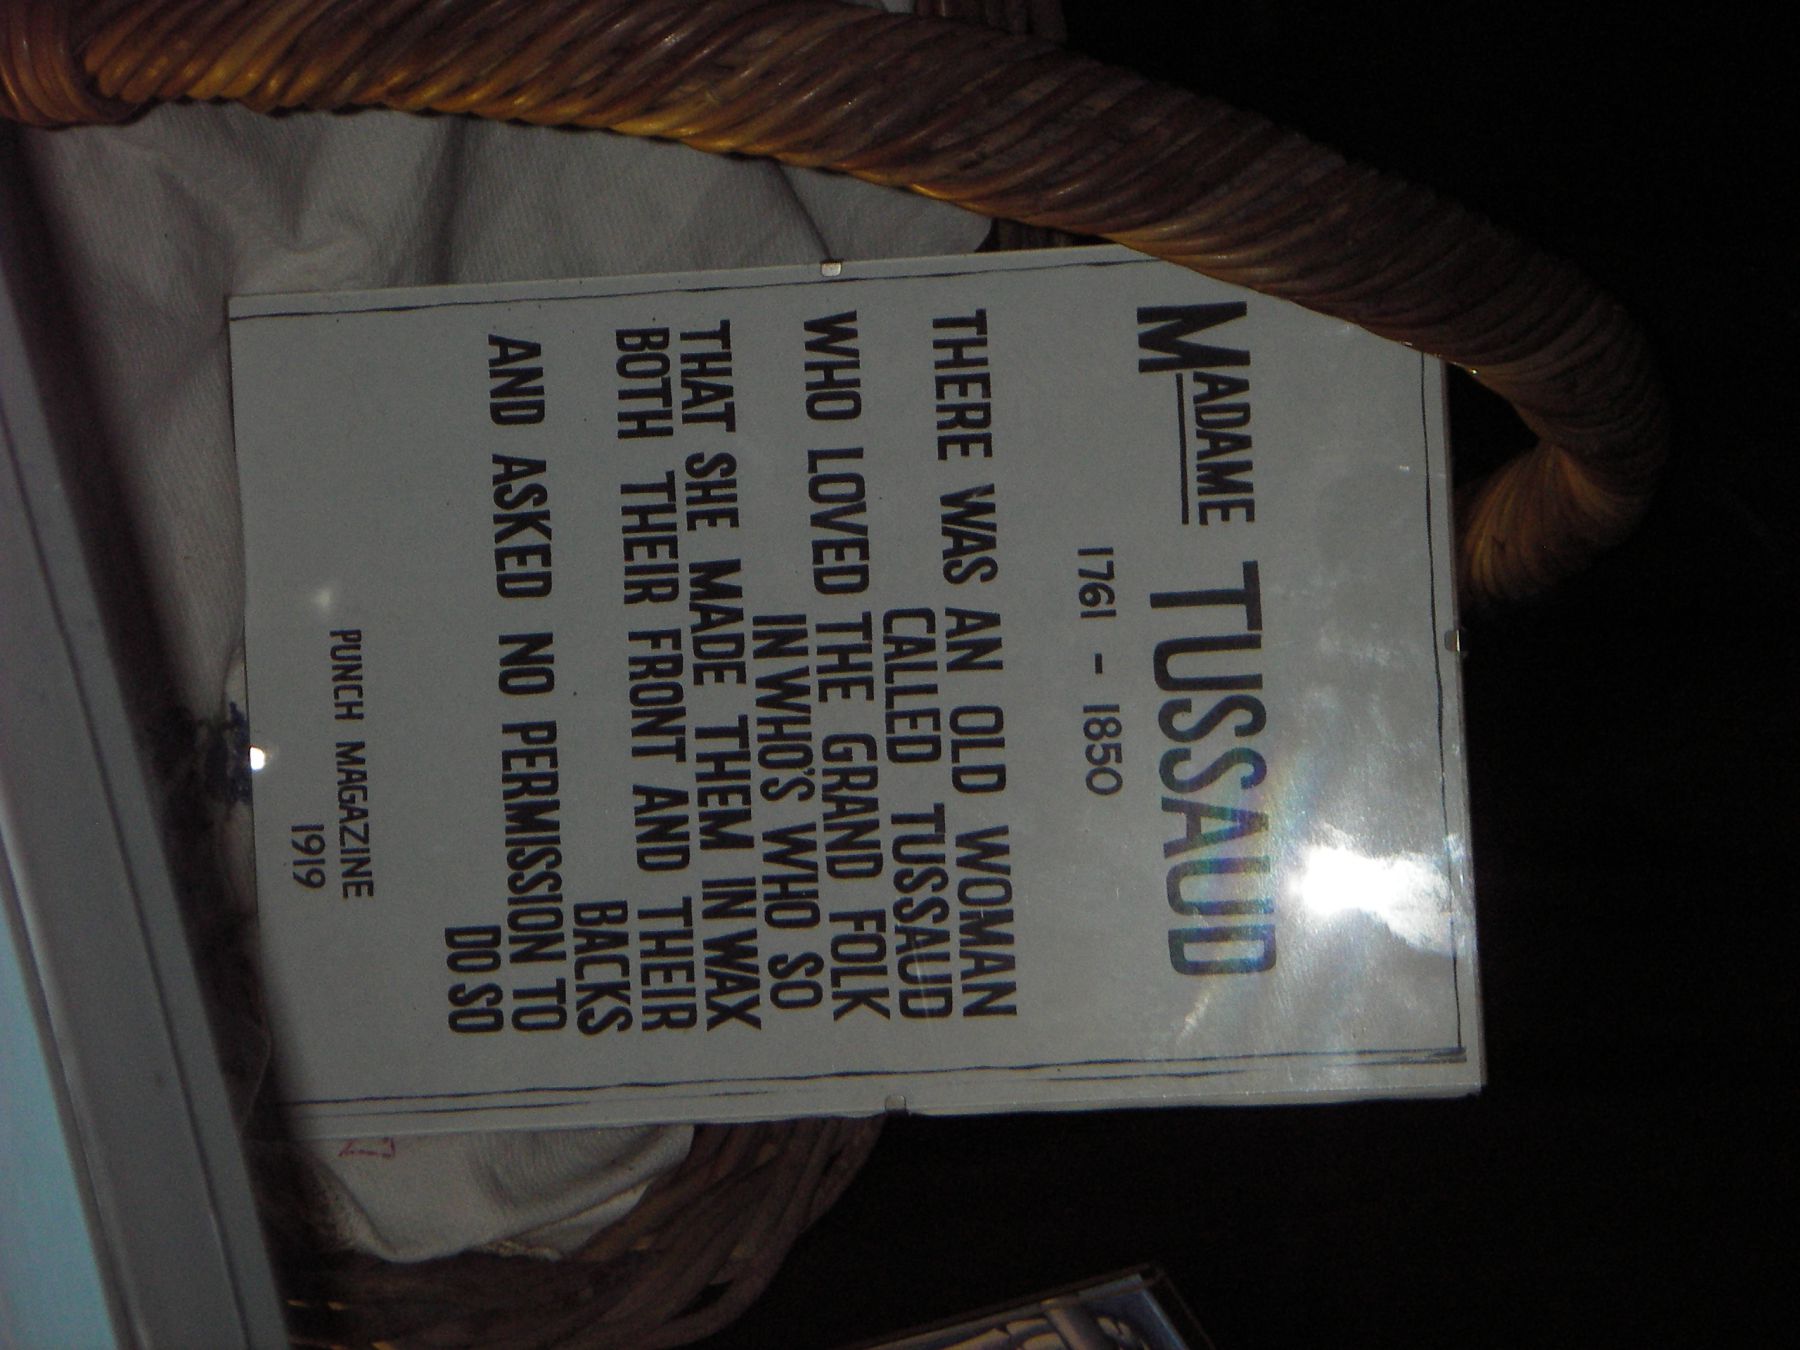 MADAME TUSSAUD
1761 - 1850
THERE WAS AN OLD WOMAN
CALLED TUSSAUD
WHO LOVED THE GRAND FOLK
IN WHO'S WHO SO
THAT SHE MADE THEM IN WAX
BOTH THEIR FRONT AND THEIR
BACKS
AND ASKED NO PERMISSION TO
DO SO
PUNCH MAGAZINE
1919